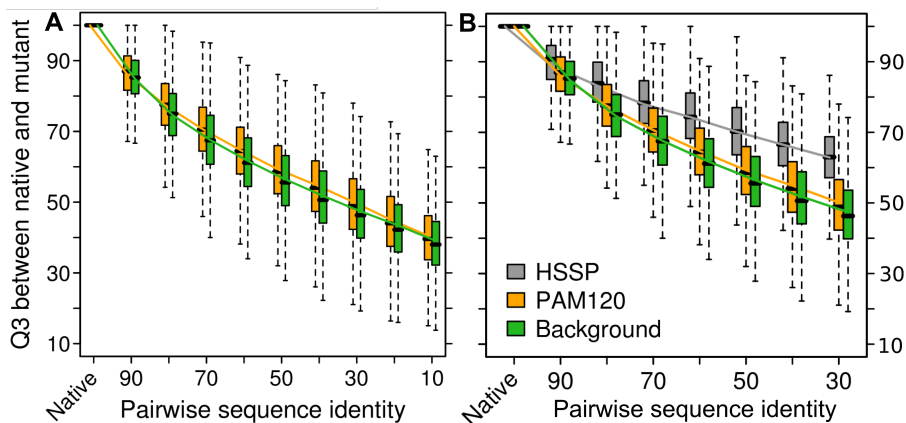 A
B
Q3 between native and mutant
90
70
50
30
10
Native
90
70
50
30
10
Pairwise sequence identity
HSSP
PAM120
Background
90
70
50
30
10
Native
90
70
50
30
Pairwise sequence identity